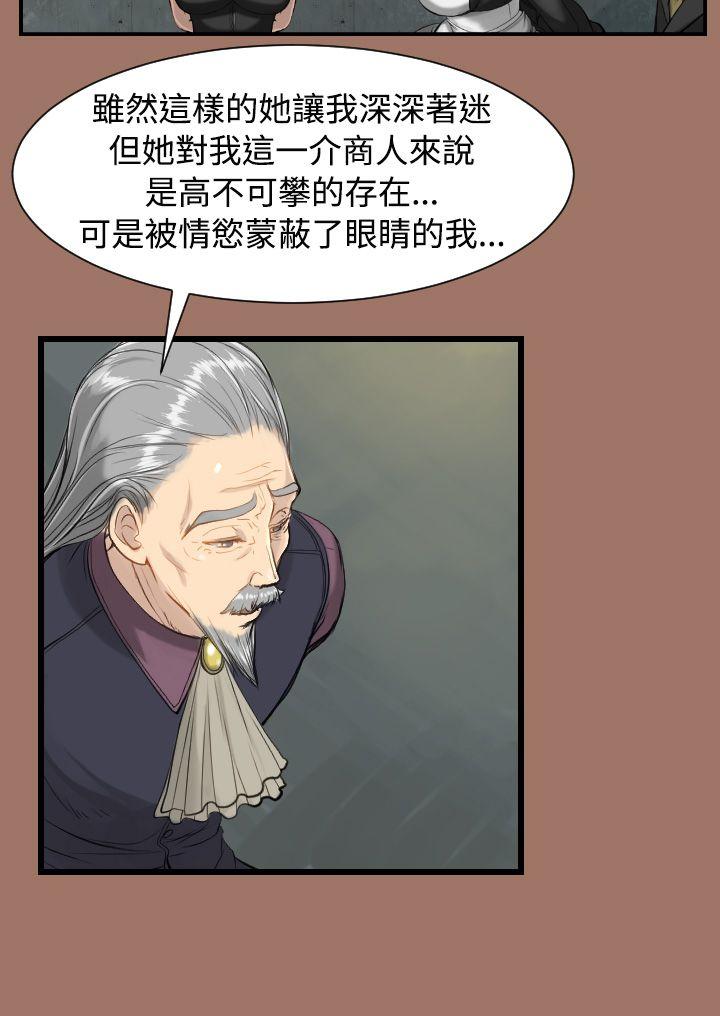 雖然這樣的她讓我深深著迷
但她對我這一介商人來說
是高不可攀的存在...
可是被情慾蒙蔽了眼睛的我...